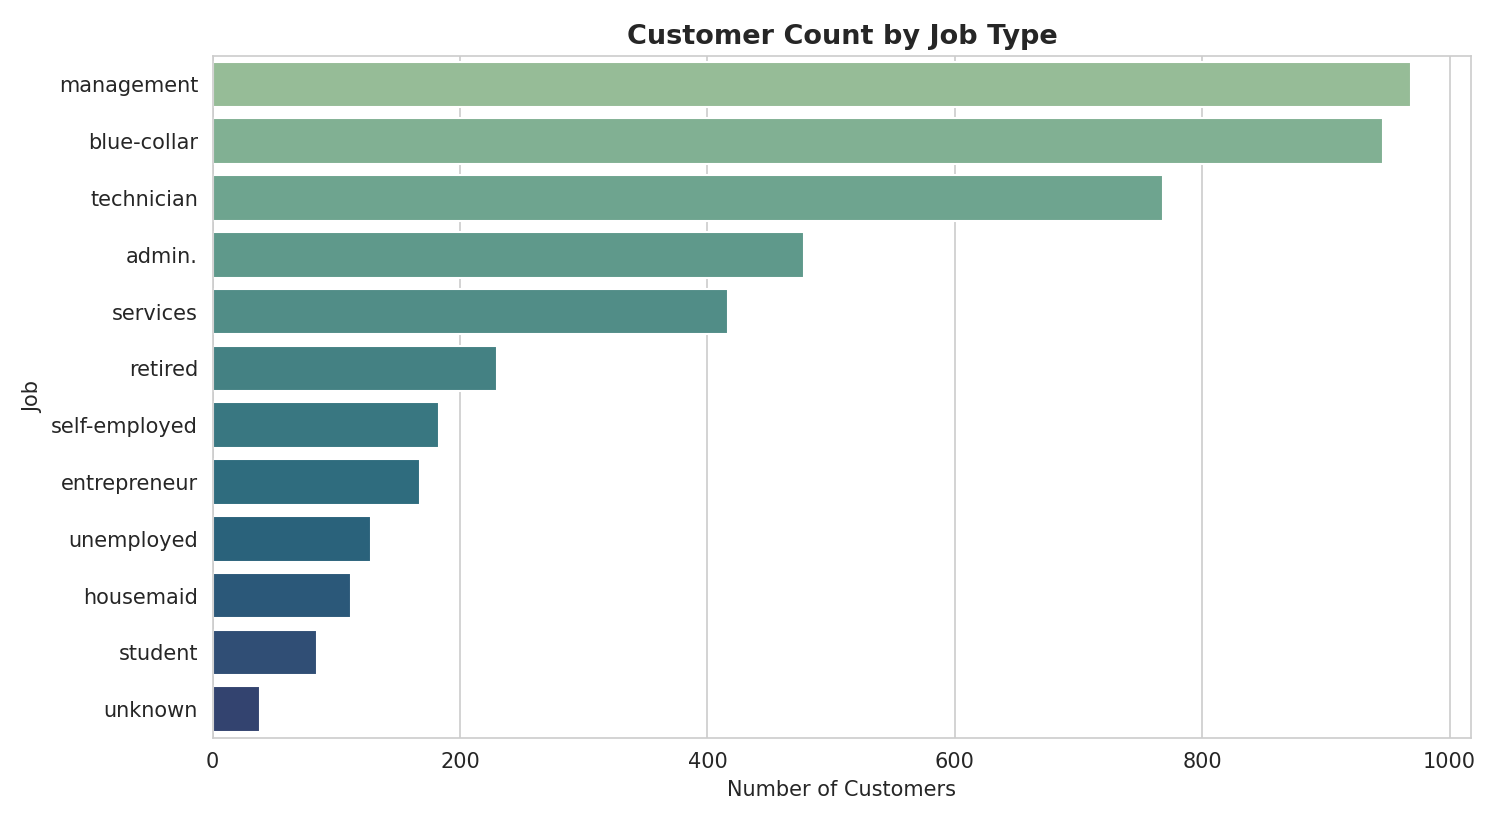 Customer Count by Job Type
management
blue-collar
technician
admin.
services
retired
self-employed
entrepreneur
unemployed
housemaid
student
unknown
Job
0 200 400 600 800 1000
Number of Customers